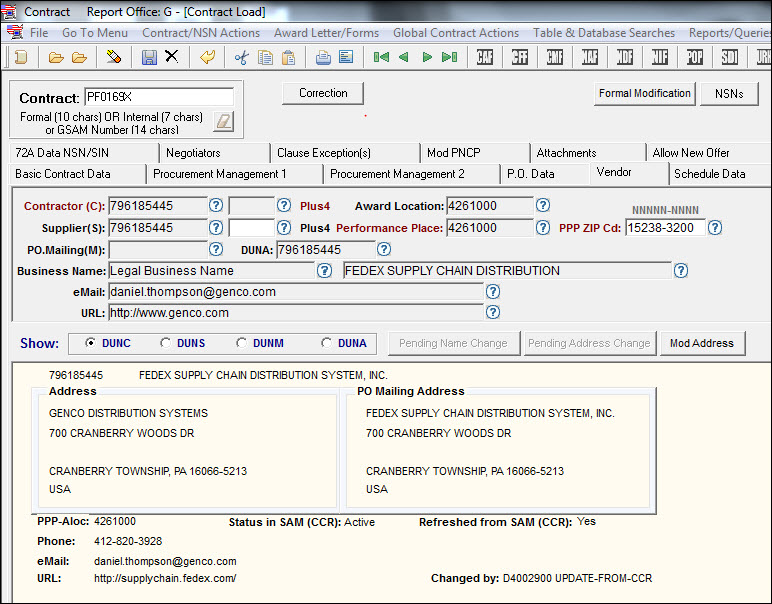 Contract Report Office: G - [Contract Load]
File Go To Menu Contract/NSN Actions Award Letter/Forms Global Contract Actions Table & Database Searches Reports/Querie
CAF CFF CMF MAF MDF NIF POP SDI
Contract: PF0169X Correction Formal Modification NSNs
Formal (10 chars) OR Internal (7 chars)
or GSAM Number (14 chars)
72A Data NSN/SIN Negotiators Clause Exception(s) Mod PNCP Attachments Allow New Offer
Basic Contract Data Procurement Management 1 Procurement Management 2 P.O. Data Vendor Schedule Data
Contractor (C): 796185445 ? ? Plus4 Award Location: 4261000 ? NNNNN-NNNN
Supplier(S): 796185445 ? ? Plus4 Performance Place: 4261000 ? PPP ZIP Cd: 15238-3200 ?
PO.Mailing(M): ? DUNA: 796185445 ?
Business Name: Legal Business Name ? FEDEX SUPPLY CHAIN DISTRIBUTION ?
eMail: daniel.thompson@genco.com ?
URL: http://www.genco.com ?
Show: DUNC DUNS DUNM DUNA Pending Name Change Pending Address Change Mod Address
796185445 FEDEX SUPPLY CHAIN DISTRIBUTION SYSTEM, INC.
Address
GENCO DISTRIBUTION SYSTEMS
700 CRANBERRY WOODS DR
CRANBERRY TOWNSHIP, PA 16066-5213
USA
PO Mailing Address
FEDEX SUPPLY CHAIN DISTRIBUTION SYSTEM, INC.
700 CRANBERRY WOODS DR
CRANBERRY TOWNSHIP, PA 16066-5213
USA
PPP-Aloc: 4261000 Status in SAM (CCR): Active Refreshed from SAM (CCR): Yes
Phone: 412-820-3928
eMail: daniel.thompson@genco.com
URL: http://supplychain.fedex.com/ Changed by: D4002900 UPDATE-FROM-CCR